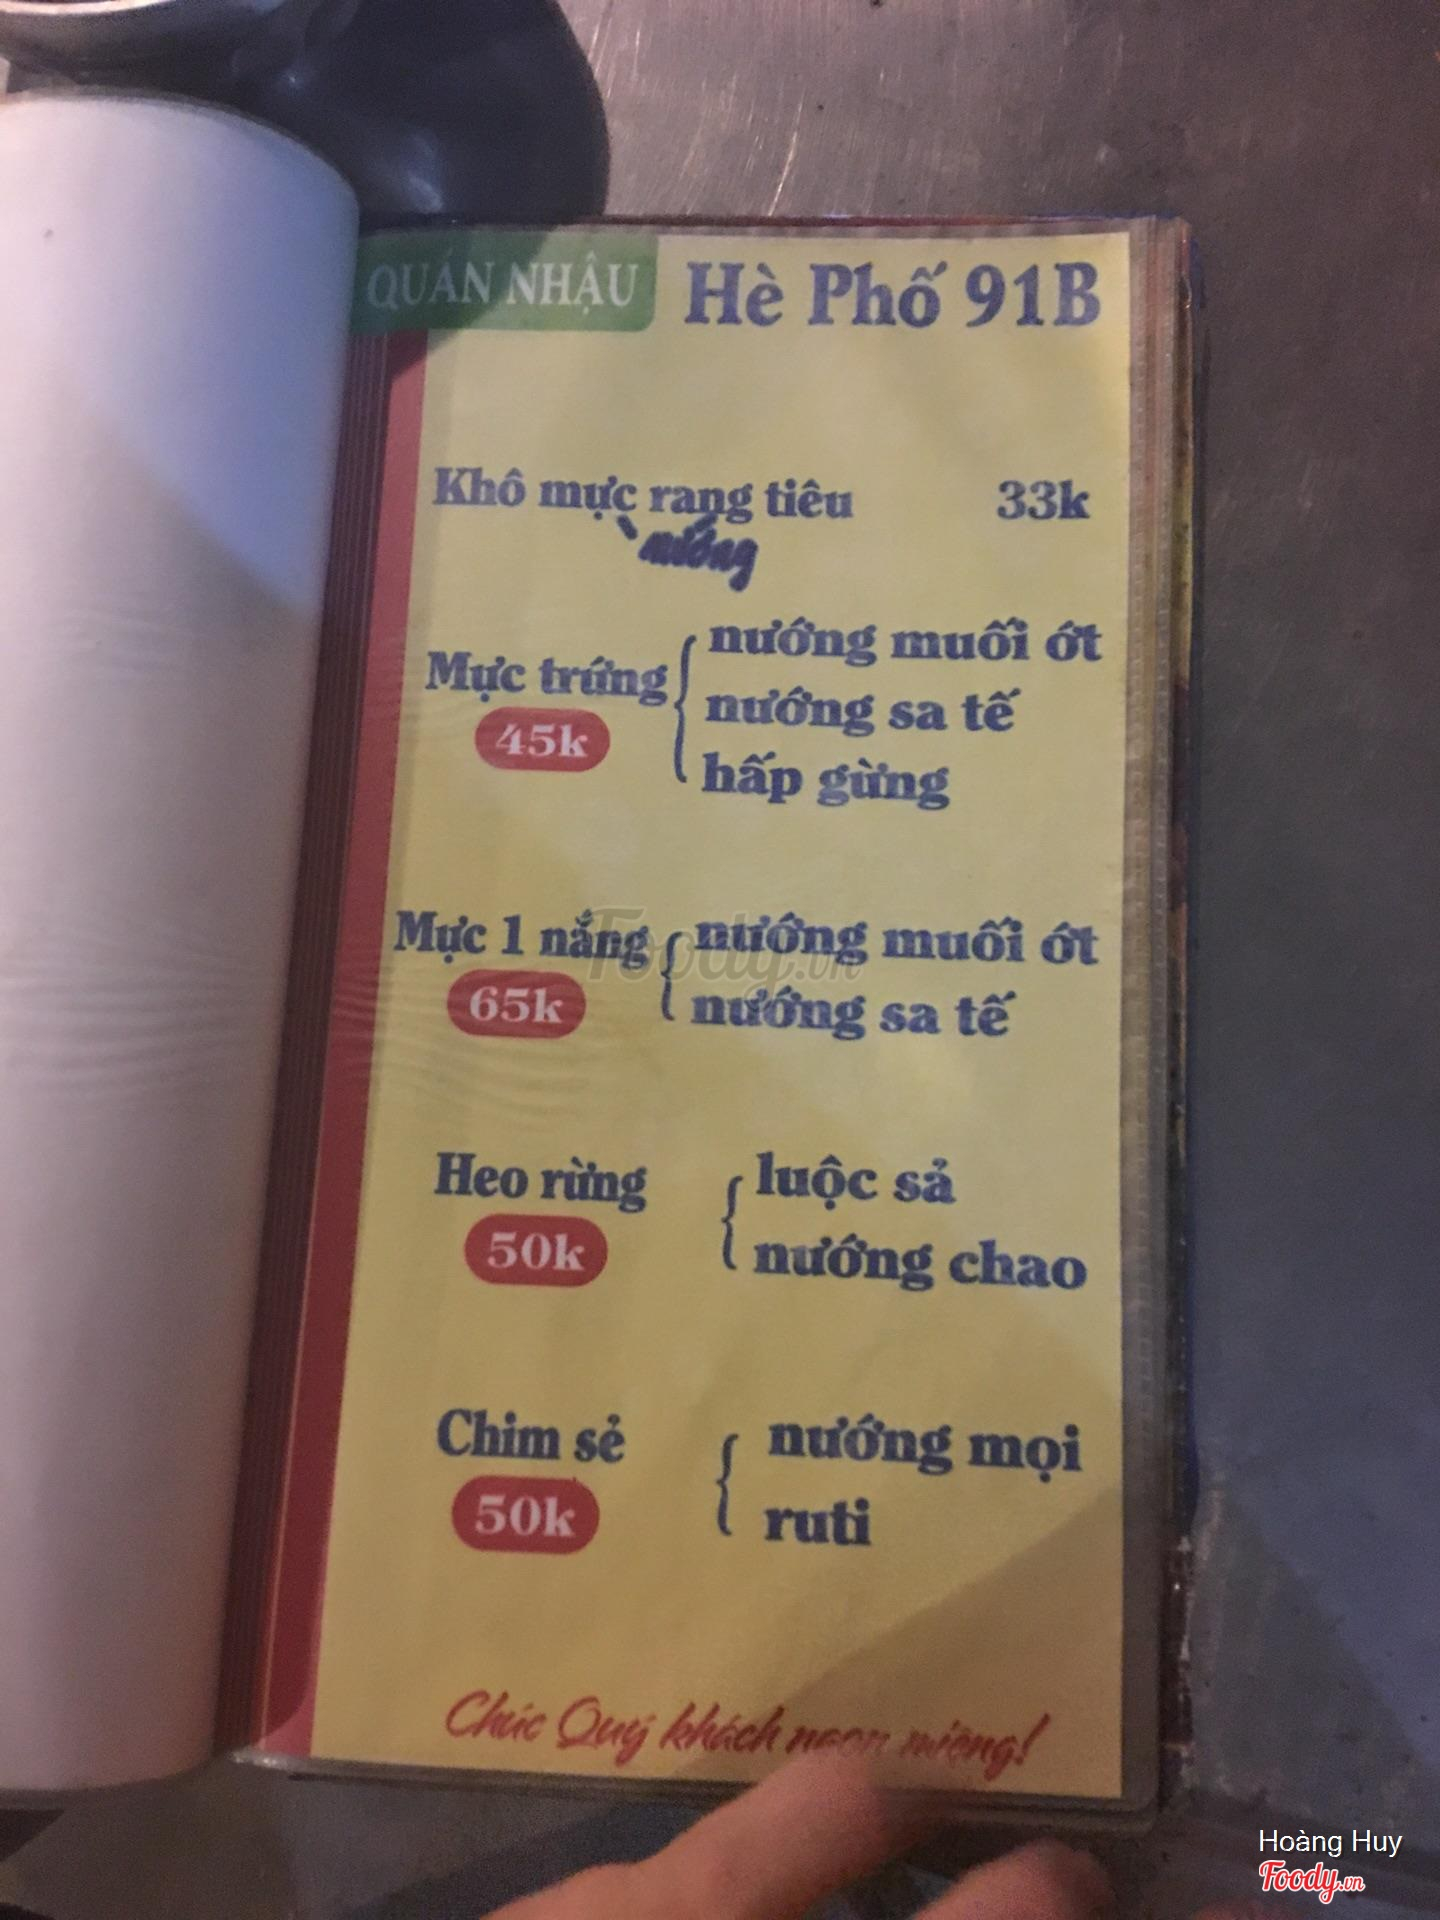 QUÁN NHẬU Hè Phố 91B
Khô mực rang tiêu 33k
nướng
Mực trứng
45k
nướng muối ớt
nướng sa tế
hấp gừng
Mực 1 nắng
65k
nướng muối ớt
nướng sa tế
Foody.vn
Heo rừng
50k
luộc sả
nướng chao
Chim sẻ
50k
nướng mọi
ruti
Chúc Quý khách ngon miệng!
Hoàng Huy
Foody.vn